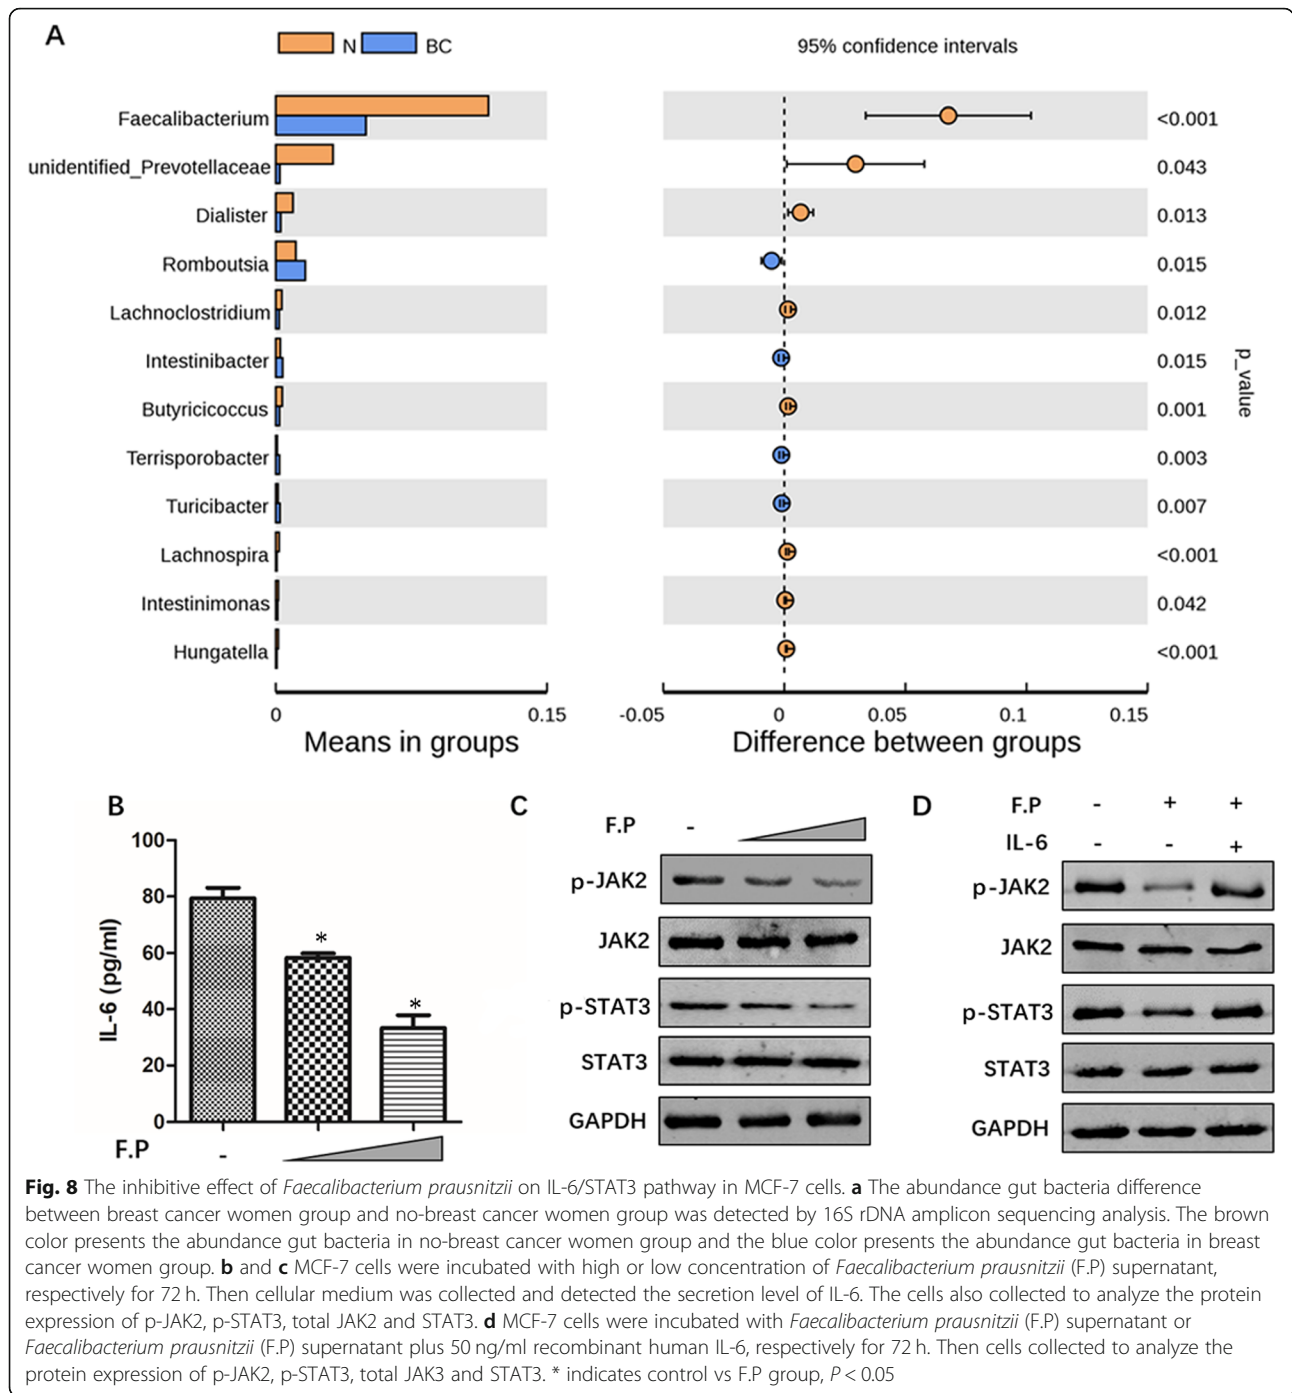 A
N BC
95% confidence intervals
Faecalibacterium <0.001
unidentified_Prevotellaceae 0.043
Dialister 0.013
Romboutsia 0.015
Lachnoclostridium 0.012
Intestinibacter 0.015
Butyricicoccus 0.001
Terrisporobacter 0.003
Turicibacter 0.007
Lachnospira <0.001
Intestinimonas 0.042
Hungatella <0.001
p_value
0 0.15 -0.05 0 0.05 0.1 0.15
Means in groups Difference between groups
B
100
80
60
40
20
0
IL-6 (pg/ml)
* *
F.P -
C
F.P -
p-JAK2
JAK2
p-STAT3
STAT3
GAPDH
D
F.P - + +
IL-6 - - +
p-JAK2
JAK2
p-STAT3
STAT3
GAPDH
Fig. 8 The inhibitive effect of Faecalibacterium prausnitzii on IL-6/STAT3 pathway in MCF-7 cells. a The abundance gut bacteria difference
between breast cancer women group and no-breast cancer women group was detected by 16S rDNA amplicon sequencing analysis. The brown
color presents the abundance gut bacteria in no-breast cancer women group and the blue color presents the abundance gut bacteria in breast
cancer women group. b and c MCF-7 cells were incubated with high or low concentration of Faecalibacterium prausnitzii (F.P) supernatant,
respectively for 72 h. Then cellular medium was collected and detected the secretion level of IL-6. The cells also collected to analyze the protein
expression of p-JAK2, p-STAT3, total JAK2 and STAT3. d MCF-7 cells were incubated with Faecalibacterium prausnitzii (F.P) supernatant or
Faecalibacterium prausnitzii (F.P) supernatant plus 50 ng/ml recombinant human IL-6, respectively for 72 h. Then cells collected to analyze the
protein expression of p-JAK2, p-STAT3, total JAK3 and STAT3. * indicates control vs F.P group, P < 0.05